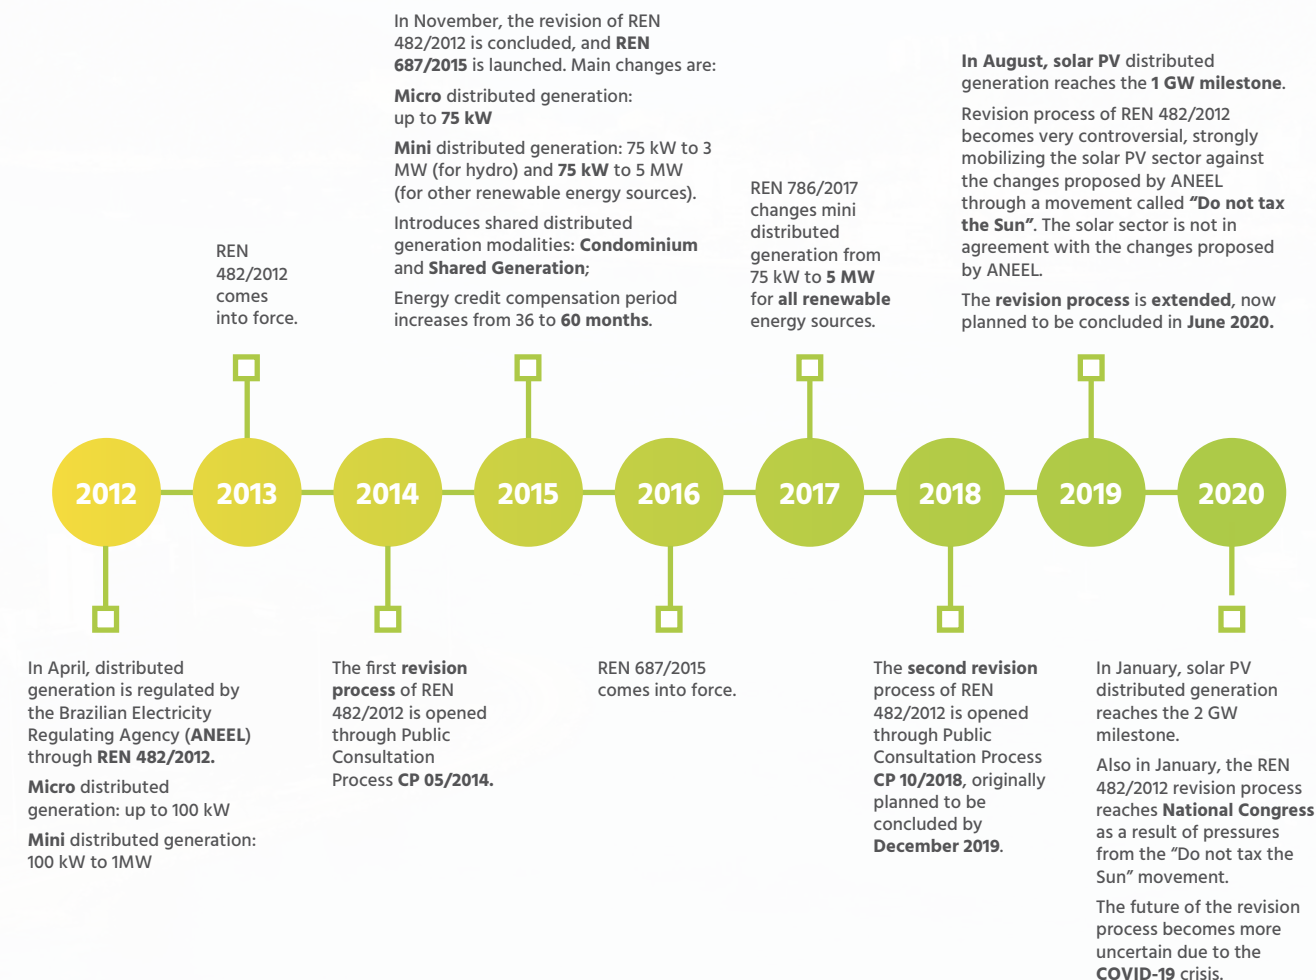 In November, the revision of REN
482/2012 is concluded, and REN
687/2015 is launched. Main changes are:
Micro distributed generation:
up to 75 kW
Mini distributed generation: 75 kW to 3
MW (for hydro) and 75 kW to 5 MW
(for other renewable energy sources).
Introduces shared distributed
generation modalities: Condominium
and Shared Generation;
Energy credit compensation period
increases from 36 to 60 months.
In August, solar PV distributed
generation reaches the 1 GW milestone.
Revision process of REN 482/2012
becomes very controversial, strongly
mobilizing the solar PV sector against
the changes proposed by ANEEL
through a movement called “Do not tax
the Sun”. The solar sector is not in
agreement with the changes proposed
by ANEEL.
The revision process is extended, now
planned to be concluded in June 2020.
REN 786/2017
changes mini
distributed
generation from
75 kW to 5 MW
for all renewable
energy sources.
REN
482/2012
comes
into force.
2012
2013
2014
2015
2016
2017
2018
2019
2020
In April, distributed
generation is regulated by
the Brazilian Electricity
Regulating Agency (ANEEL)
through REN 482/2012.
Micro distributed
generation: up to 100 kW
Mini distributed generation:
100 kW to 1MW
The first revision
process of REN
482/2012 is opened
through Public
Consultation
Process CP 05/2014.
REN 687/2015
comes into force.
The second revision
process of REN
482/2012 is opened
through Public
Consultation Process
CP 10/2018, originally
planned to be
concluded by
December 2019.
In January, solar PV
distributed generation
reaches the 2 GW
milestone.
Also in January, the REN
482/2012 revision process
reaches National Congress
as a result of pressures
from the “Do not tax the
Sun” movement.
The future of the revision
process becomes more
uncertain due to the
COVID-19 crisis.